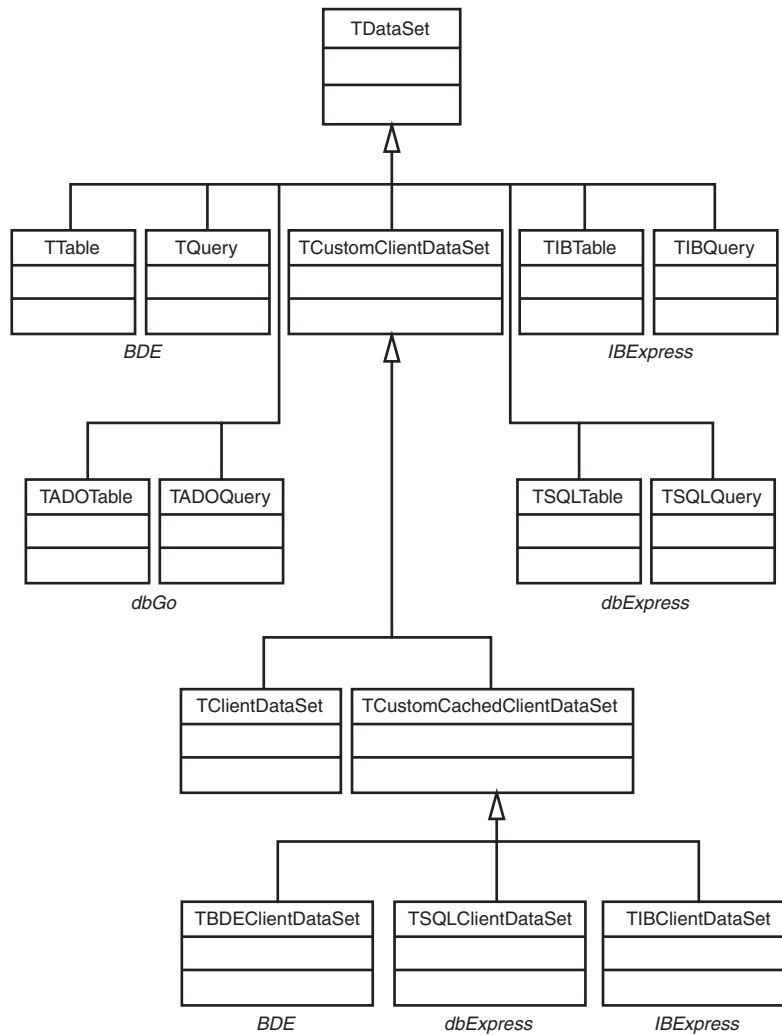 TDataSet
TTable
TQuery
TCustomClientDataSet
TIBTable
TIBQuery
BDE
IBExpress
TADOTable
TADOQuery
TSQLTable
TSQLQuery
dbGo
dbExpress
TClientDataSet
TCustomCachedClientDataSet
TBDEClientDataSet
TSQLClientDataSet
TIBClientDataSet
BDE
dbExpress
IBExpress